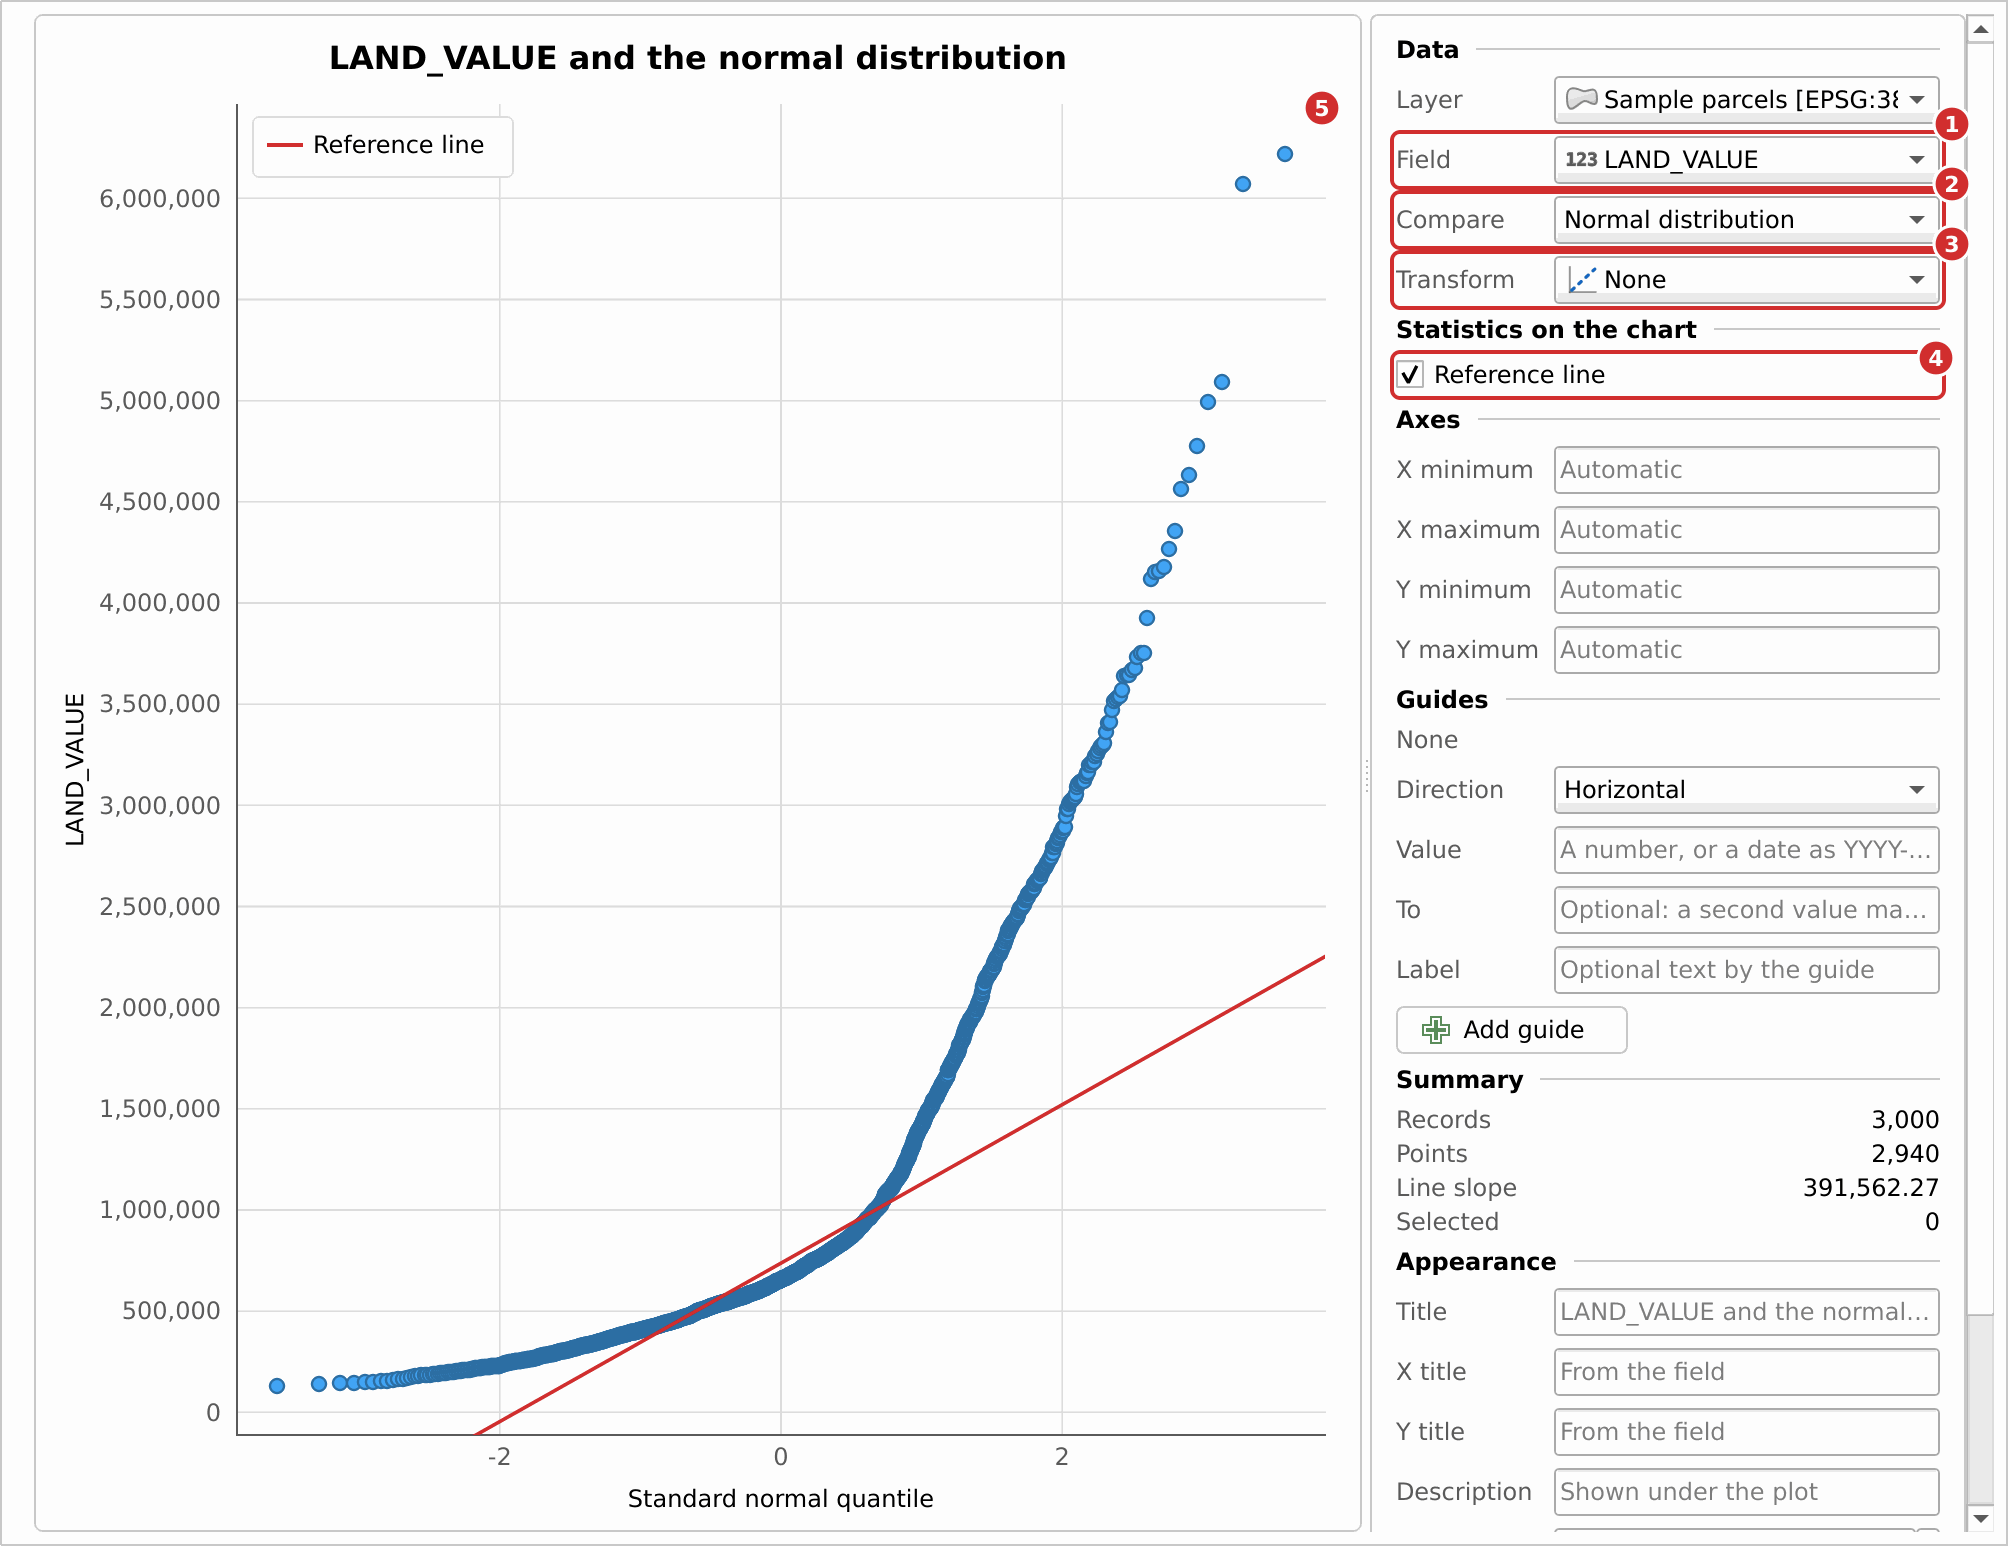 LAND_VALUE and the normal distribution
5
Reference line
6,000,000
5,500,000
5,000,000
4,500,000
4,000,000
3,500,000
3,000,000
2,500,000
2,000,000
1,500,000
1,000,000
500,000
0
LAND_VALUE
-2
0
2
Standard normal quantile
Data
Layer
Sample parcels [EPSG:38
1
Field
123 LAND_VALUE
2
Compare
Normal distribution
3
Transform
None
Statistics on the chart
4
Reference line
Axes
X minimum
Automatic
X maximum
Automatic
Y minimum
Automatic
Y maximum
Automatic
Guides
None
Direction
Horizontal
Value
A number, or a date as YYYY-...
To
Optional: a second value ma...
Label
Optional text by the guide
Add guide
Summary
Records 3,000
Points 2,940
Line slope 391,562.27
Selected 0
Appearance
Title
LAND_VALUE and the normal...
X title
From the field
Y title
From the field
Description
Shown under the plot